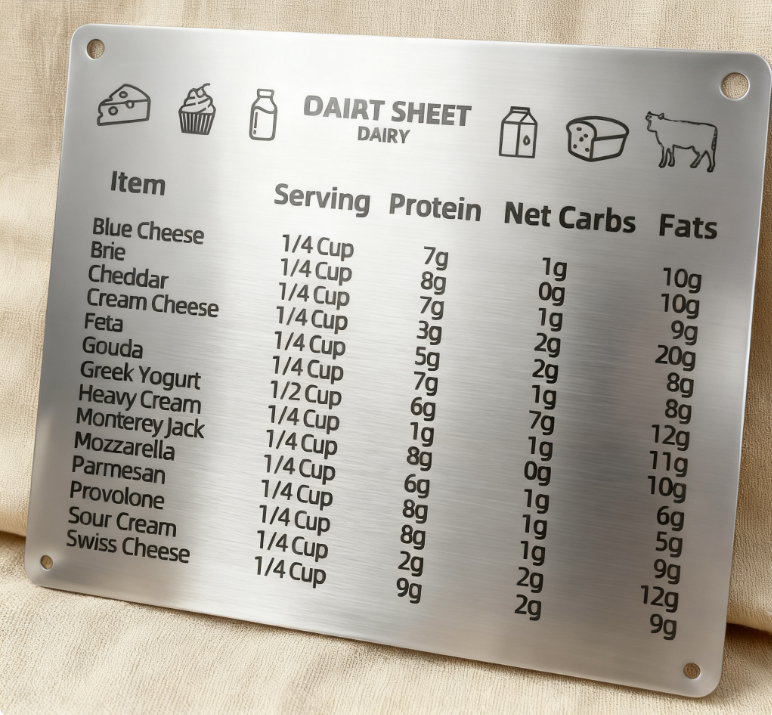 DAIRT SHEET
DAIRY
Item Serving Protein Net Carbs Fats
Blue Cheese 1/4 Cup 7g 1g 10g
Brie 1/4 Cup 8g 0g 10g
Cheddar 1/4 Cup 7g 1g 9g
Cream Cheese 1/4 Cup 3g 2g 20g
Feta 1/4 Cup 5g 2g 8g
Gouda 1/4 Cup 7g 1g 8g
Greek Yogurt 1/2 Cup 6g 7g 12g
Heavy Cream 1/4 Cup 1g 1g 11g
Monterey Jack 1/4 Cup 8g 0g 10g
Mozzarella 1/4 Cup 6g 1g 6g
Parmesan 1/4 Cup 8g 1g 5g
Provolone 1/4 Cup 8g 1g 9g
Sour Cream 1/4 Cup 2g 2g 12g
Swiss Cheese 1/4 Cup 9g 2g 9g